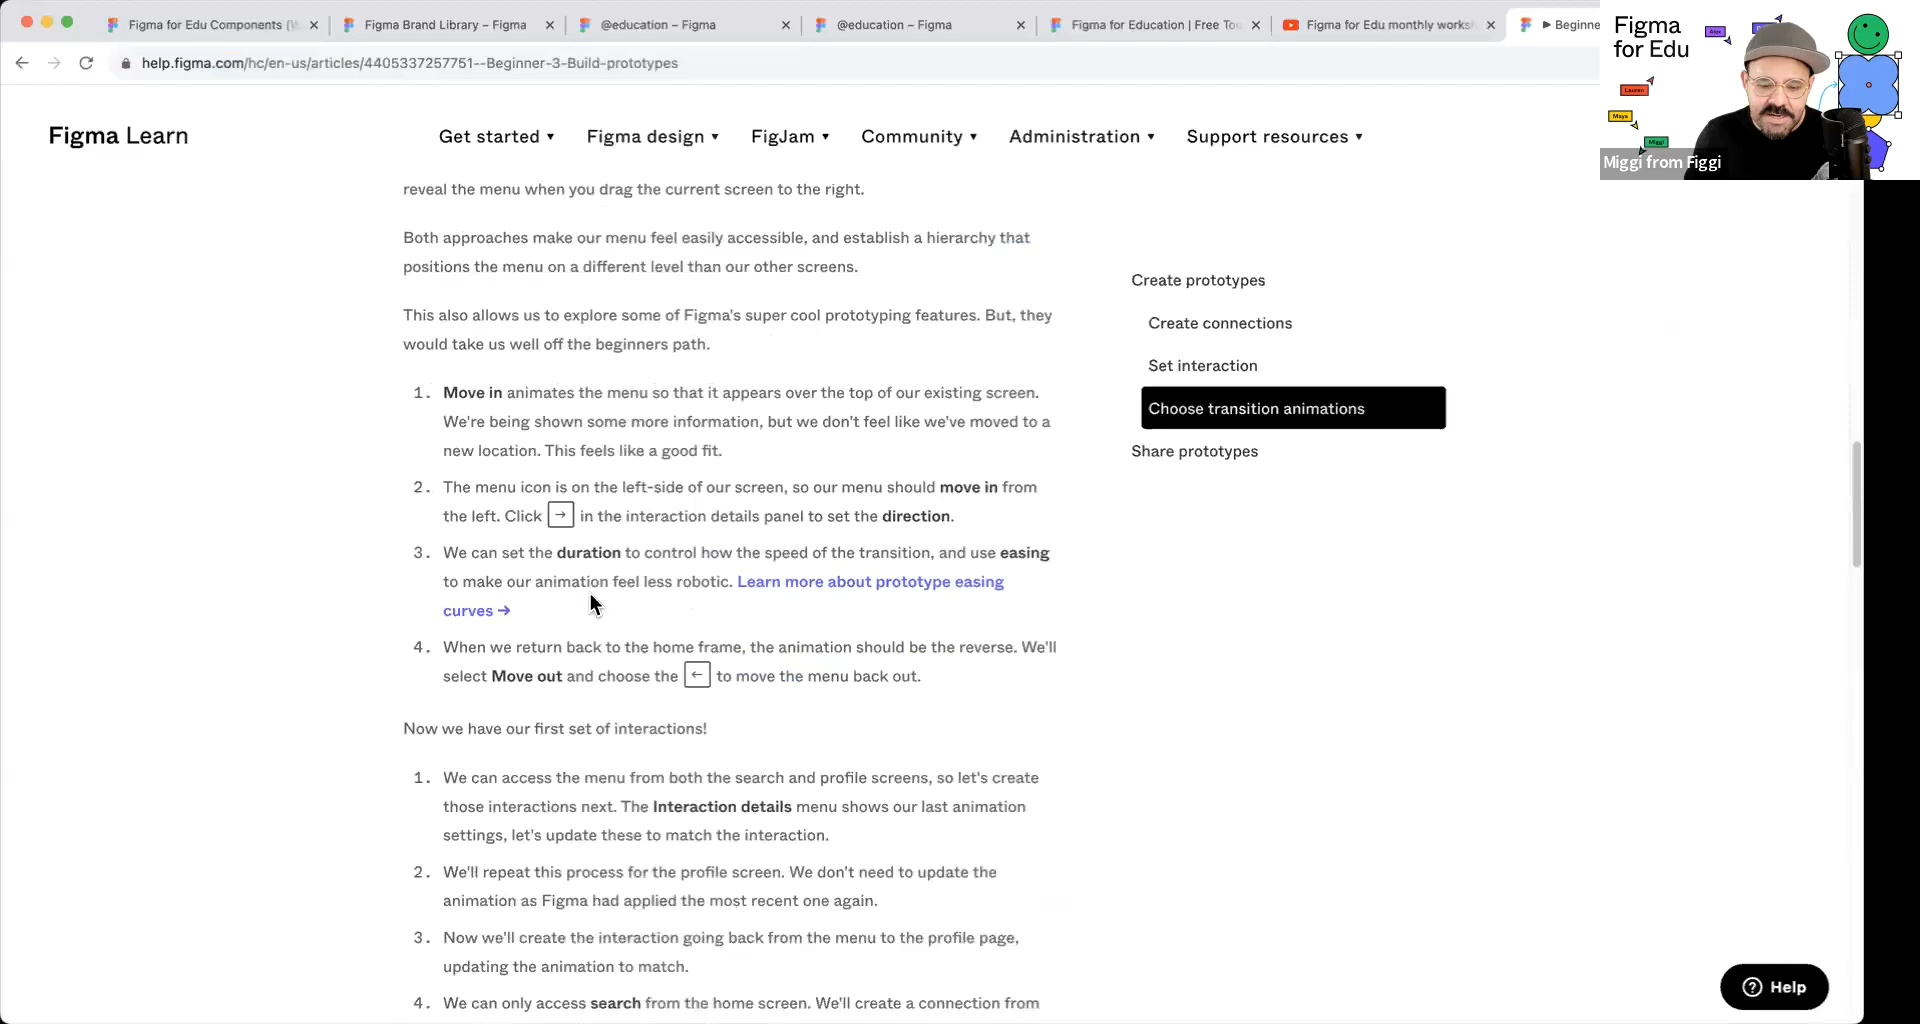 Figma for Edu Components (W
Figma Brand Library – Figma
@education – Figma
@education – Figma
Figma for Education | Free Too
Figma for Edu monthly worksh
▶ Beginne
help.figma.com/hc/en-us/articles/4405337257751--Beginner-3-Build-prototypes
Figma
for Edu
Alex
Lauren
Maya
Miggi
Miggi from Figgi
Figma Learn
Get started ▾
Figma design ▾
FigJam ▾
Community ▾
Administration ▾
Support resources ▾
reveal the menu when you drag the current screen to the right.
Both approaches make our menu feel easily accessible, and establish a hierarchy that
positions the menu on a different level than our other screens.
This also allows us to explore some of Figma's super cool prototyping features. But, they
would take us well off the beginners path.
1. Move in animates the menu so that it appears over the top of our existing screen.
We're being shown some more information, but we don't feel like we've moved to a
new location. This feels like a good fit.
2. The menu icon is on the left-side of our screen, so our menu should move in from
the left. Click → in the interaction details panel to set the direction.
3. We can set the duration to control how the speed of the transition, and use easing
to make our animation feel less robotic. Learn more about prototype easing
curves →
4. When we return back to the home frame, the animation should be the reverse. We'll
select Move out and choose the ← to move the menu back out.
Now we have our first set of interactions!
1. We can access the menu from both the search and profile screens, so let's create
those interactions next. The Interaction details menu shows our last animation
settings, let's update these to match the interaction.
2. We'll repeat this process for the profile screen. We don't need to update the
animation as Figma had applied the most recent one again.
3. Now we'll create the interaction going back from the menu to the profile page,
updating the animation to match.
4. We can only access search from the home screen. We'll create a connection from
Create prototypes
Create connections
Set interaction
Choose transition animations
Share prototypes
Help